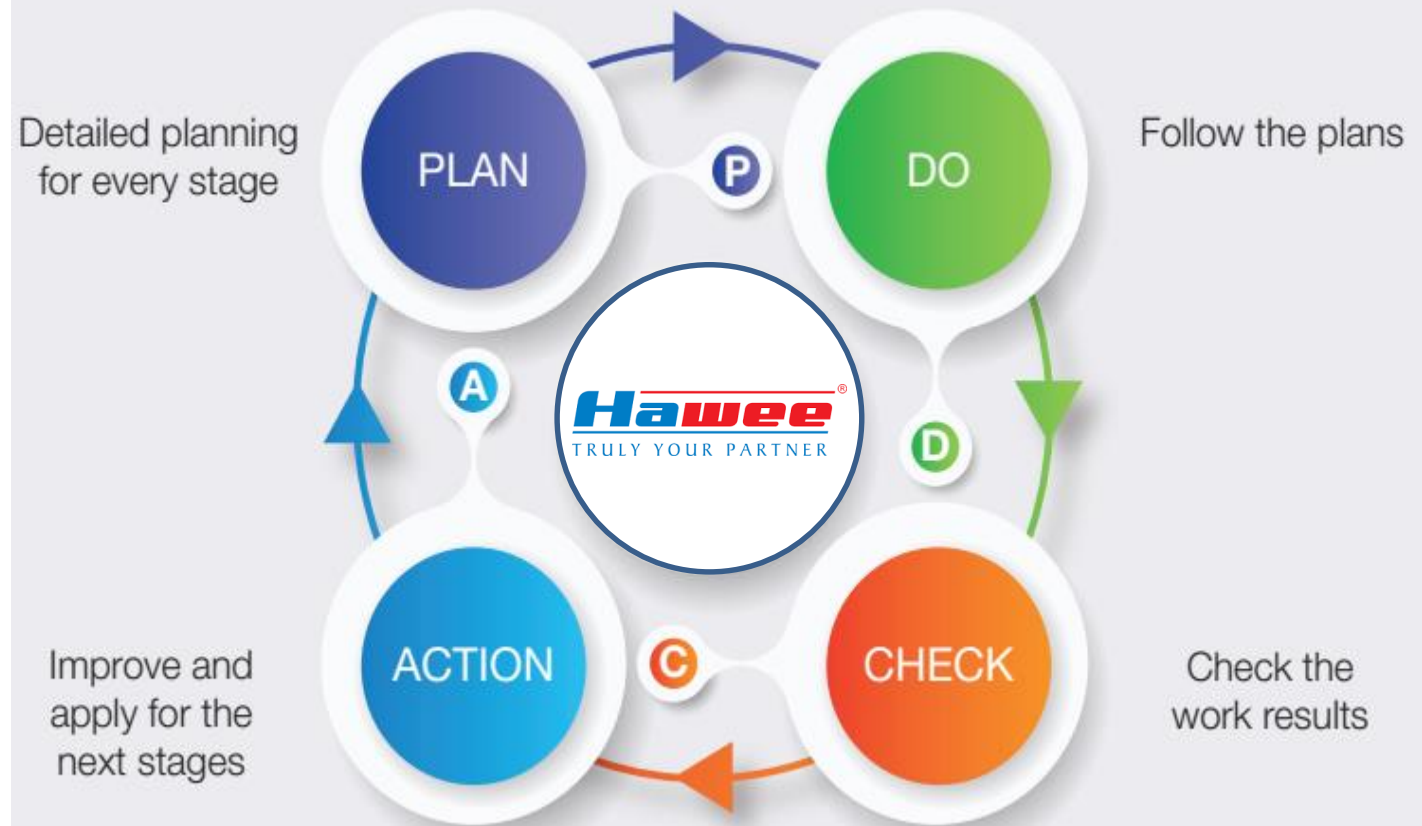 Detailed planning
for every stage
PLAN
P
DO
Follow the plans
A
Hawee®
TRULY YOUR PARTNER
D
Improve and
apply for the
next stages
ACTION
C
CHECK
Check the
work results